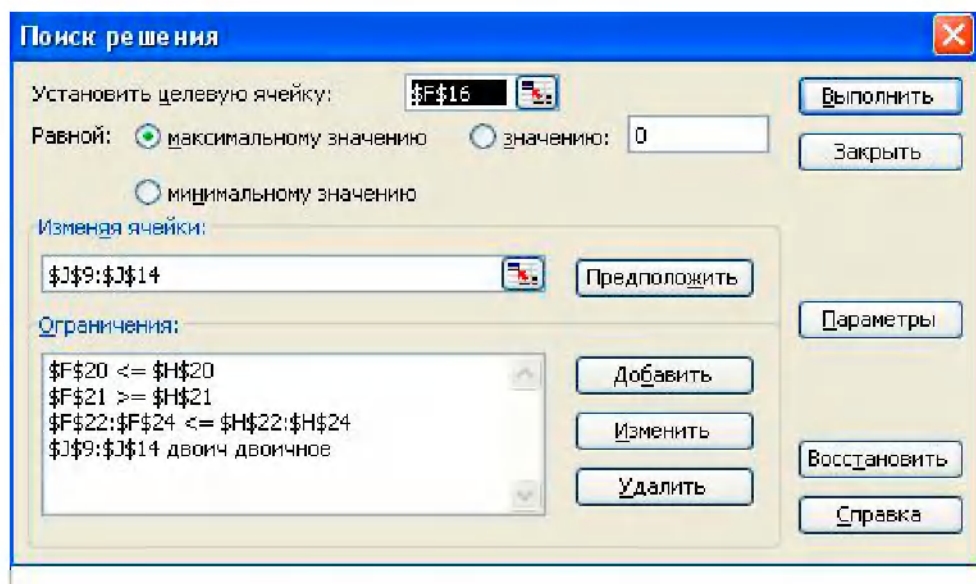 Поиск решения
Установить целевую ячейку: $F$16
Выполнить
Равной: максимальному значению значению: 0
Закрыть
минимальному значению
Изменяя ячейки:
$J$9:$J$14
Предположить
Ограничения:
Параметры
$F$20 <= $H$20
$F$21 >= $H$21
$F$22:$F$24 <= $H$22:$H$24
$J$9:$J$14 двоич двоичное
Добавить
Изменить
Удалить
Восстановить
Справка